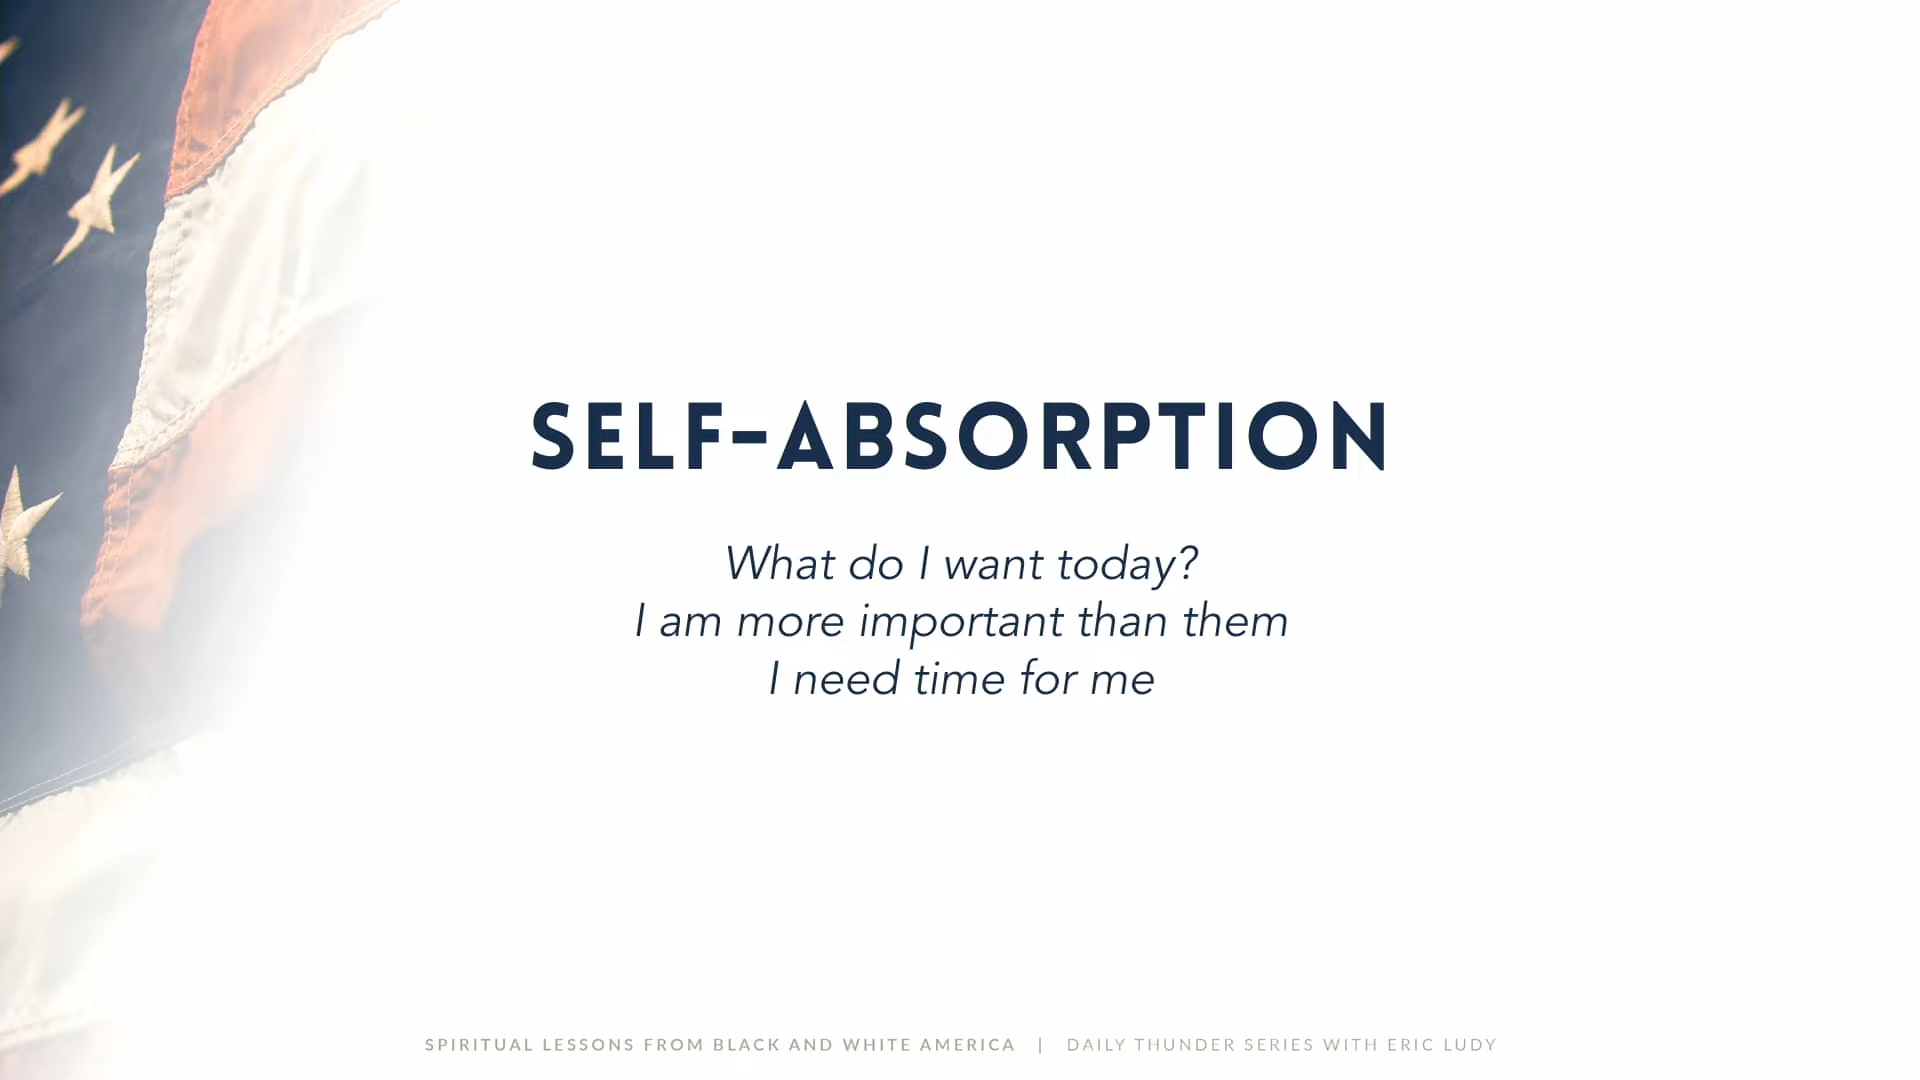 SELF-ABSORPTION
What do I want today?
I am more important than them
I need time for me
SPIRITUAL LESSONS FROM BLACK AND WHITE AMERICA | DAILY THUNDER SERIES WITH ERIC LUDY